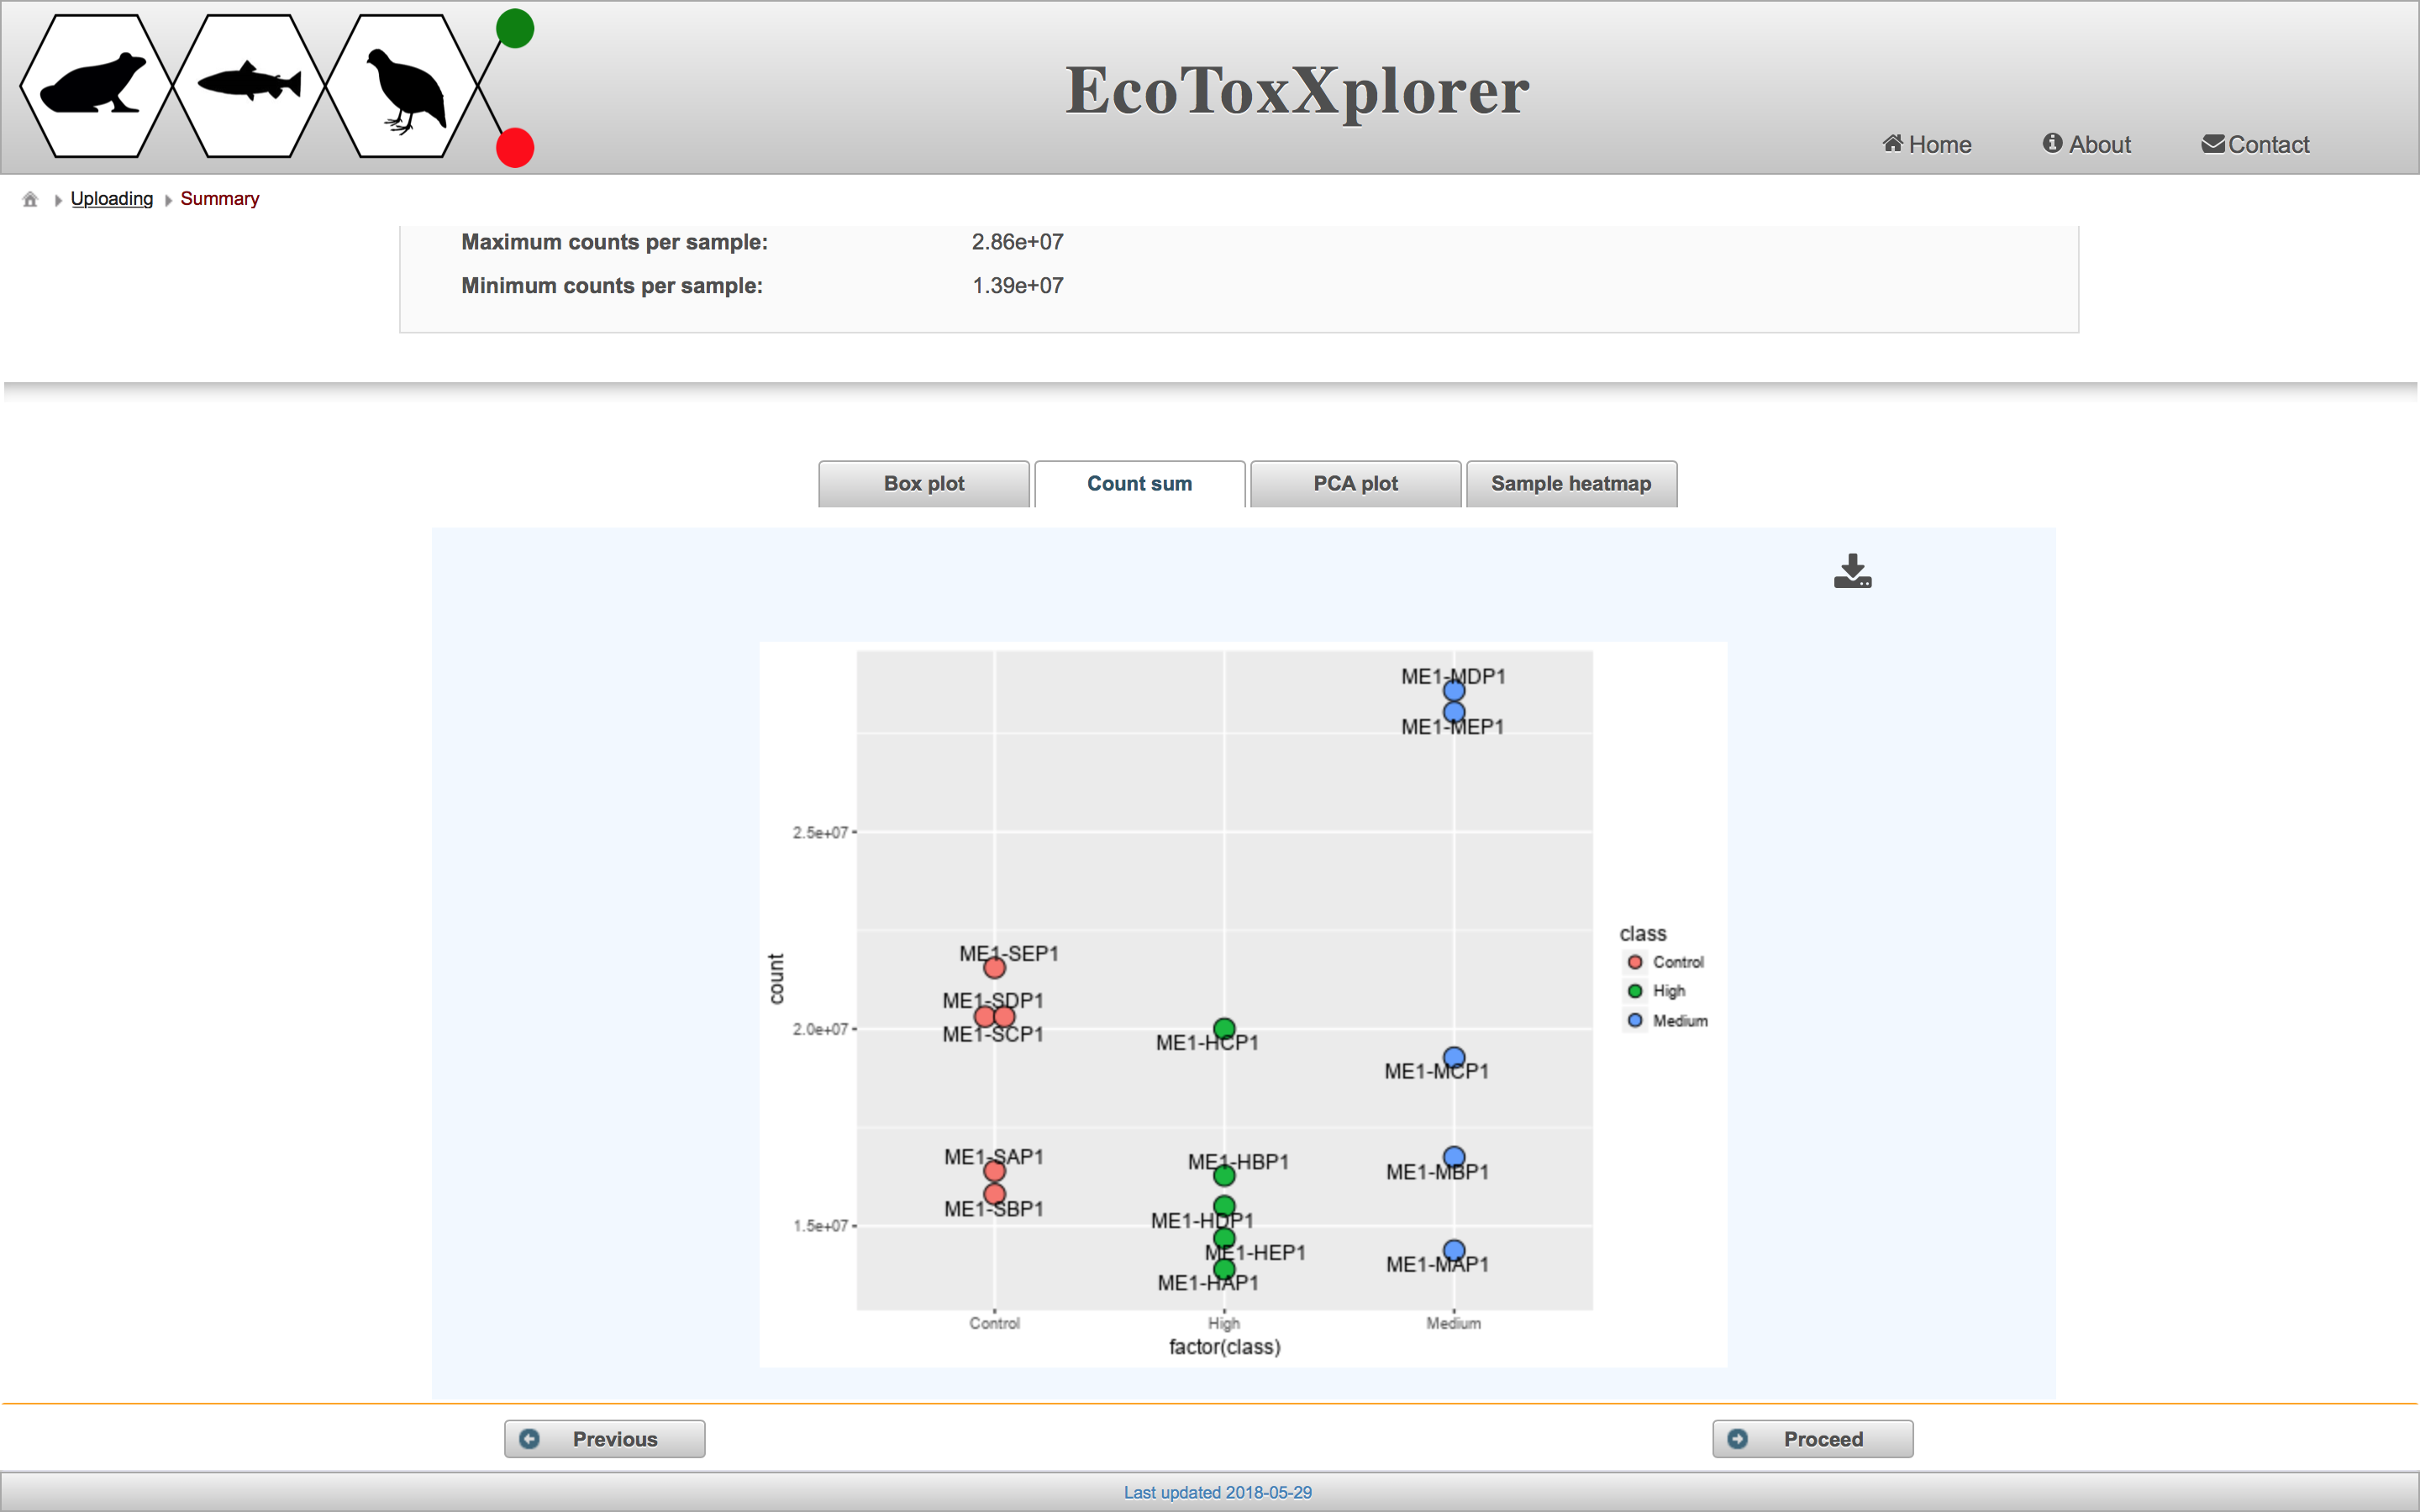 EcoToxXplorer
Home About Contact
Uploading Summary
Maximum counts per sample: 2.86e+07
Minimum counts per sample: 1.39e+07
Box plot Count sum PCA plot Sample heatmap
ME1-MDP1
ME1-MEP1
2.5e+07
ME1-SEP1
ME1-SDP1
ME1-SCP1
2.0e+07
ME1-HCP1
ME1-MCP1
ME1-SAP1
ME1-HBP1
ME1-MBP1
ME1-SBP1
ME1-HDP1
1.5e+07
ME1-HEP1
ME1-MAP1
ME1-HAP1
count
class
Control
High
Medium
Control High Medium
factor(class)
Previous Proceed
Last updated 2018-05-29